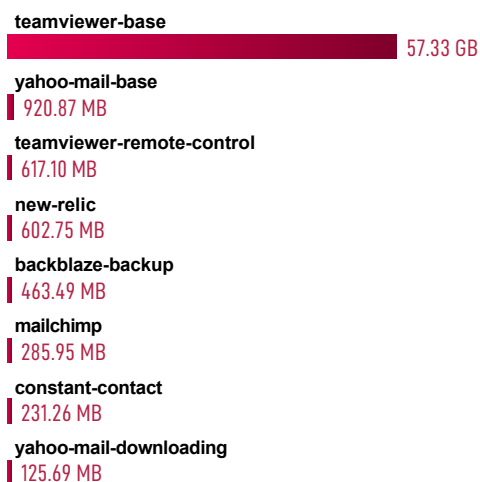 teamviewer-base
57.33 GB
yahoo-mail-base
920.87 MB
teamviewer-remote-control
617.10 MB
new-relic
602.75 MB
backblaze-backup
463.49 MB
mailchimp
285.95 MB
constant-contact
231.26 MB
yahoo-mail-downloading
125.69 MB